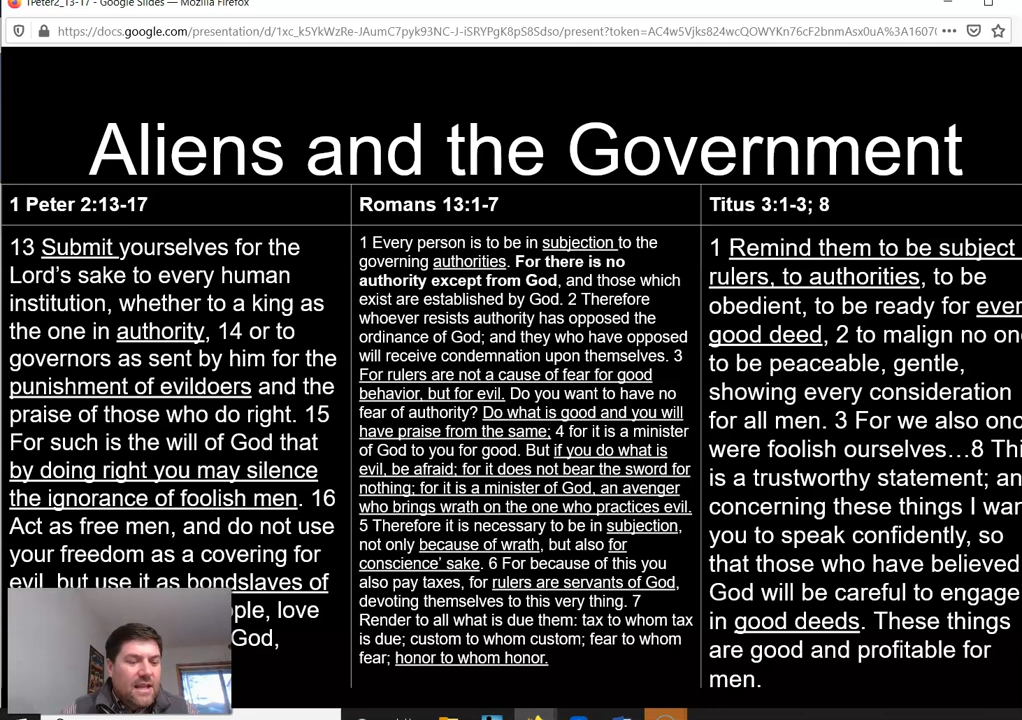 1Peter2_13-17 - Google Slides — Mozilla Firefox
https://docs.google.com/presentation/d/1xc_k5YkWzRe-JAumC7pyk93NC-J-iSRYPgK8pS8Sdso/present?token=AC4w5Vjks824wcQOWYKn76cF2bnmAsx0uA%3A1607(
Aliens and the Government
1 Peter 2:13-17
13 Submit yourselves for the
Lord's sake to every human
institution, whether to a king as
the one in authority, 14 or to
governors as sent by him for the
punishment of evildoers and the
praise of those who do right. 15
For such is the will of God that
by doing right you may silence
the ignorance of foolish men. 16
Act as free men, and do not use
your freedom as a covering for
evil, but use it as bondslaves of
ople, love
God,
Romans 13:1-7
1 Every person is to be in subjection to the
governing authorities. For there is no
authority except from God, and those which
exist are established by God. 2 Therefore
whoever resists authority has opposed the
ordinance of God; and they who have opposed
will receive condemnation upon themselves. 3
For rulers are not a cause of fear for good
behavior, but for evil. Do you want to have no
fear of authority? Do what is good and you will
have praise from the same; 4 for it is a minister
of God to you for good. But if you do what is
evil, be afraid; for it does not bear the sword for
nothing; for it is a minister of God, an avenger
who brings wrath on the one who practices evil.
5 Therefore it is necessary to be in subjection,
not only because of wrath, but also for
conscience' sake. 6 For because of this you
also pay taxes, for rulers are servants of God,
devoting themselves to this very thing. 7
Render to all what is due them: tax to whom tax
is due; custom to whom custom; fear to whom
fear; honor to whom honor.
Titus 3:1-3; 8
1 Remind them to be subject
rulers, to authorities, to be
obedient, to be ready for ever
good deed, 2 to malign no on
to be peaceable, gentle,
showing every consideration
for all men. 3 For we also onc
were foolish ourselves…8 Thi
is a trustworthy statement; an
concerning these things I wan
you to speak confidently, so
that those who have believed
God will be careful to engage
in good deeds. These things
are good and profitable for
men.